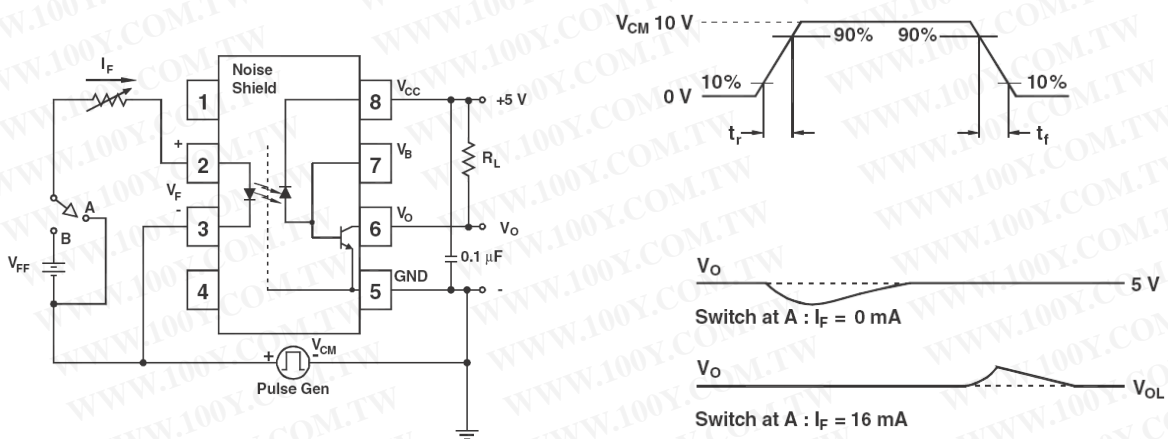 I_F
Noise
Shield
1
8
V_CC
+5 V
+
2
7
V_B
R_L
V_F
-
3
6
V_O
V_O
A
B
V_FF
0.1 µF
4
5
GND
-
+
V_CM
-
Pulse Gen
V_CM 10 V
90%
90%
10%
10%
0 V
t_r
t_f
V_O
5 V
Switch at A : I_F = 0 mA
V_O
V_OL
Switch at A : I_F = 16 mA
WWW.100Y.COM.TW